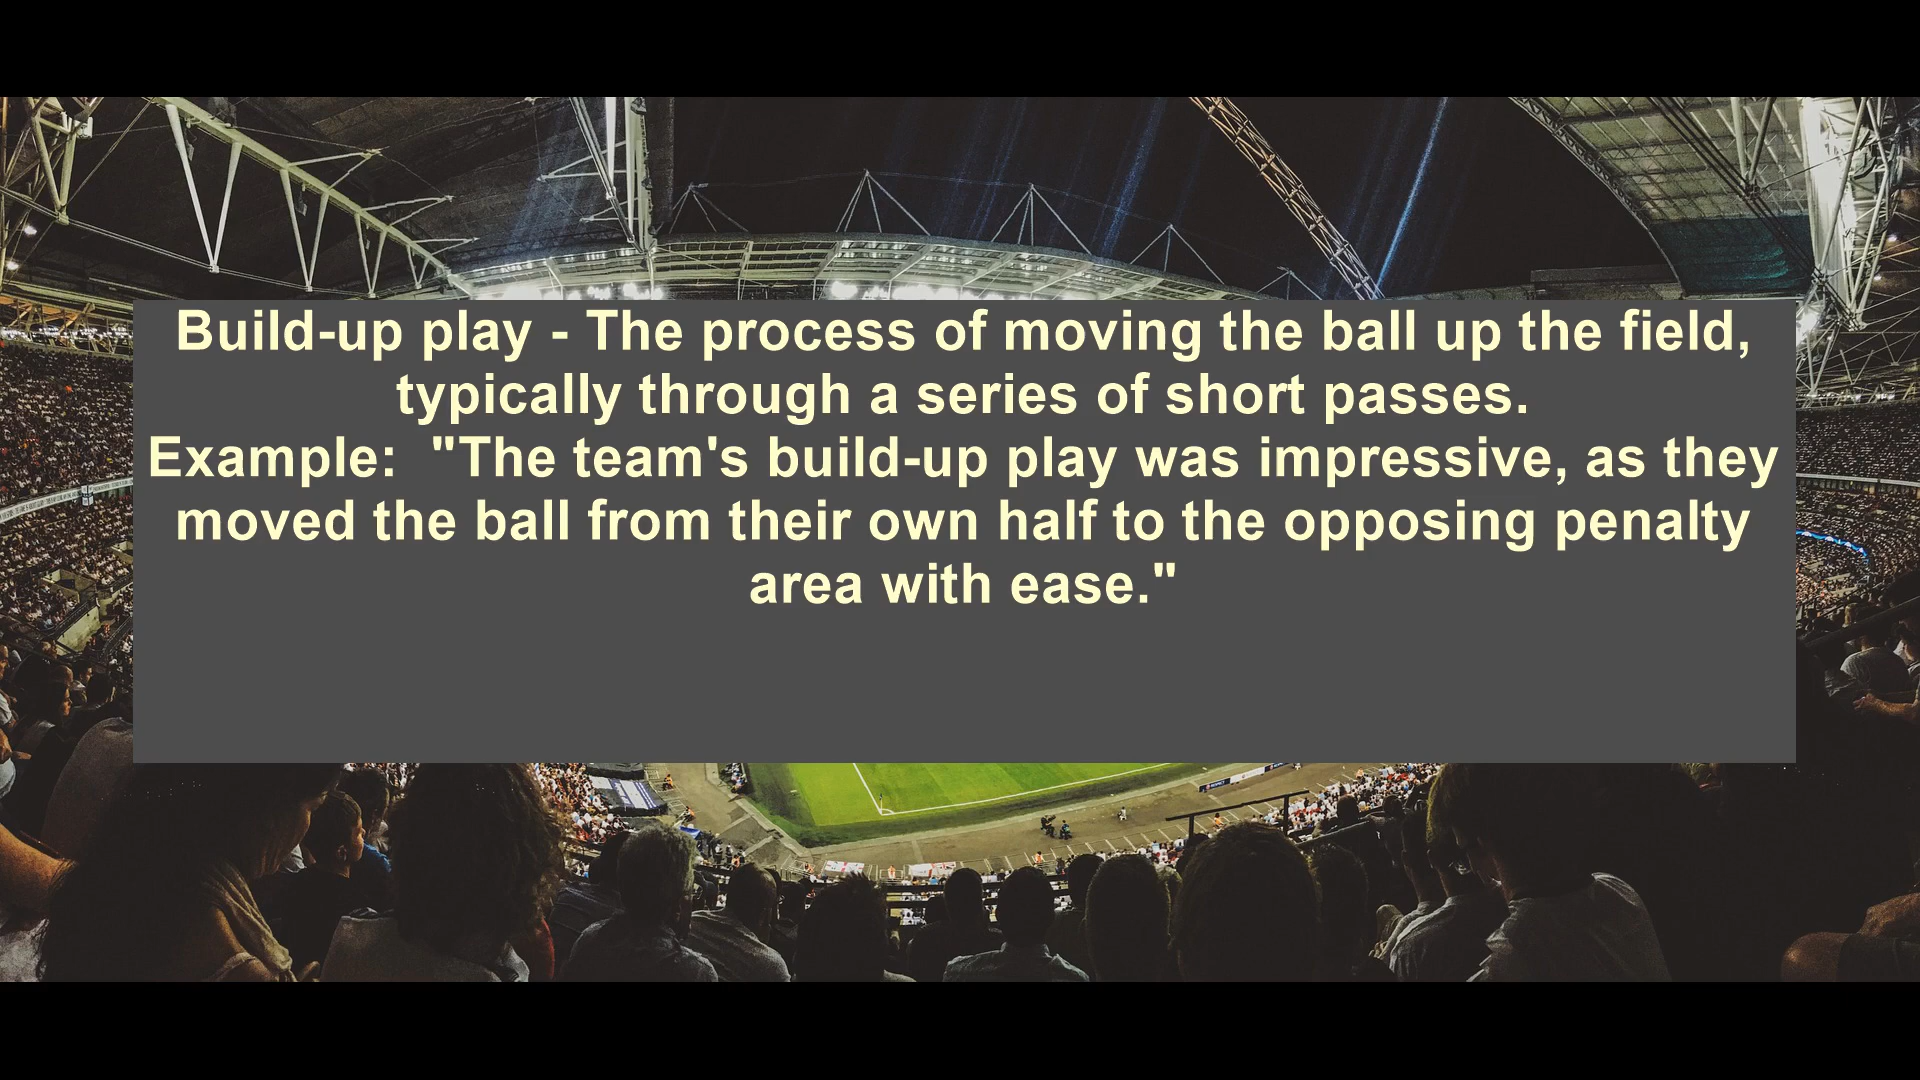 Build-up play - The process of moving the ball up the field,
typically through a series of short passes.
Example:  "The team's build-up play was impressive, as they
moved the ball from their own half to the opposing penalty
area with ease."